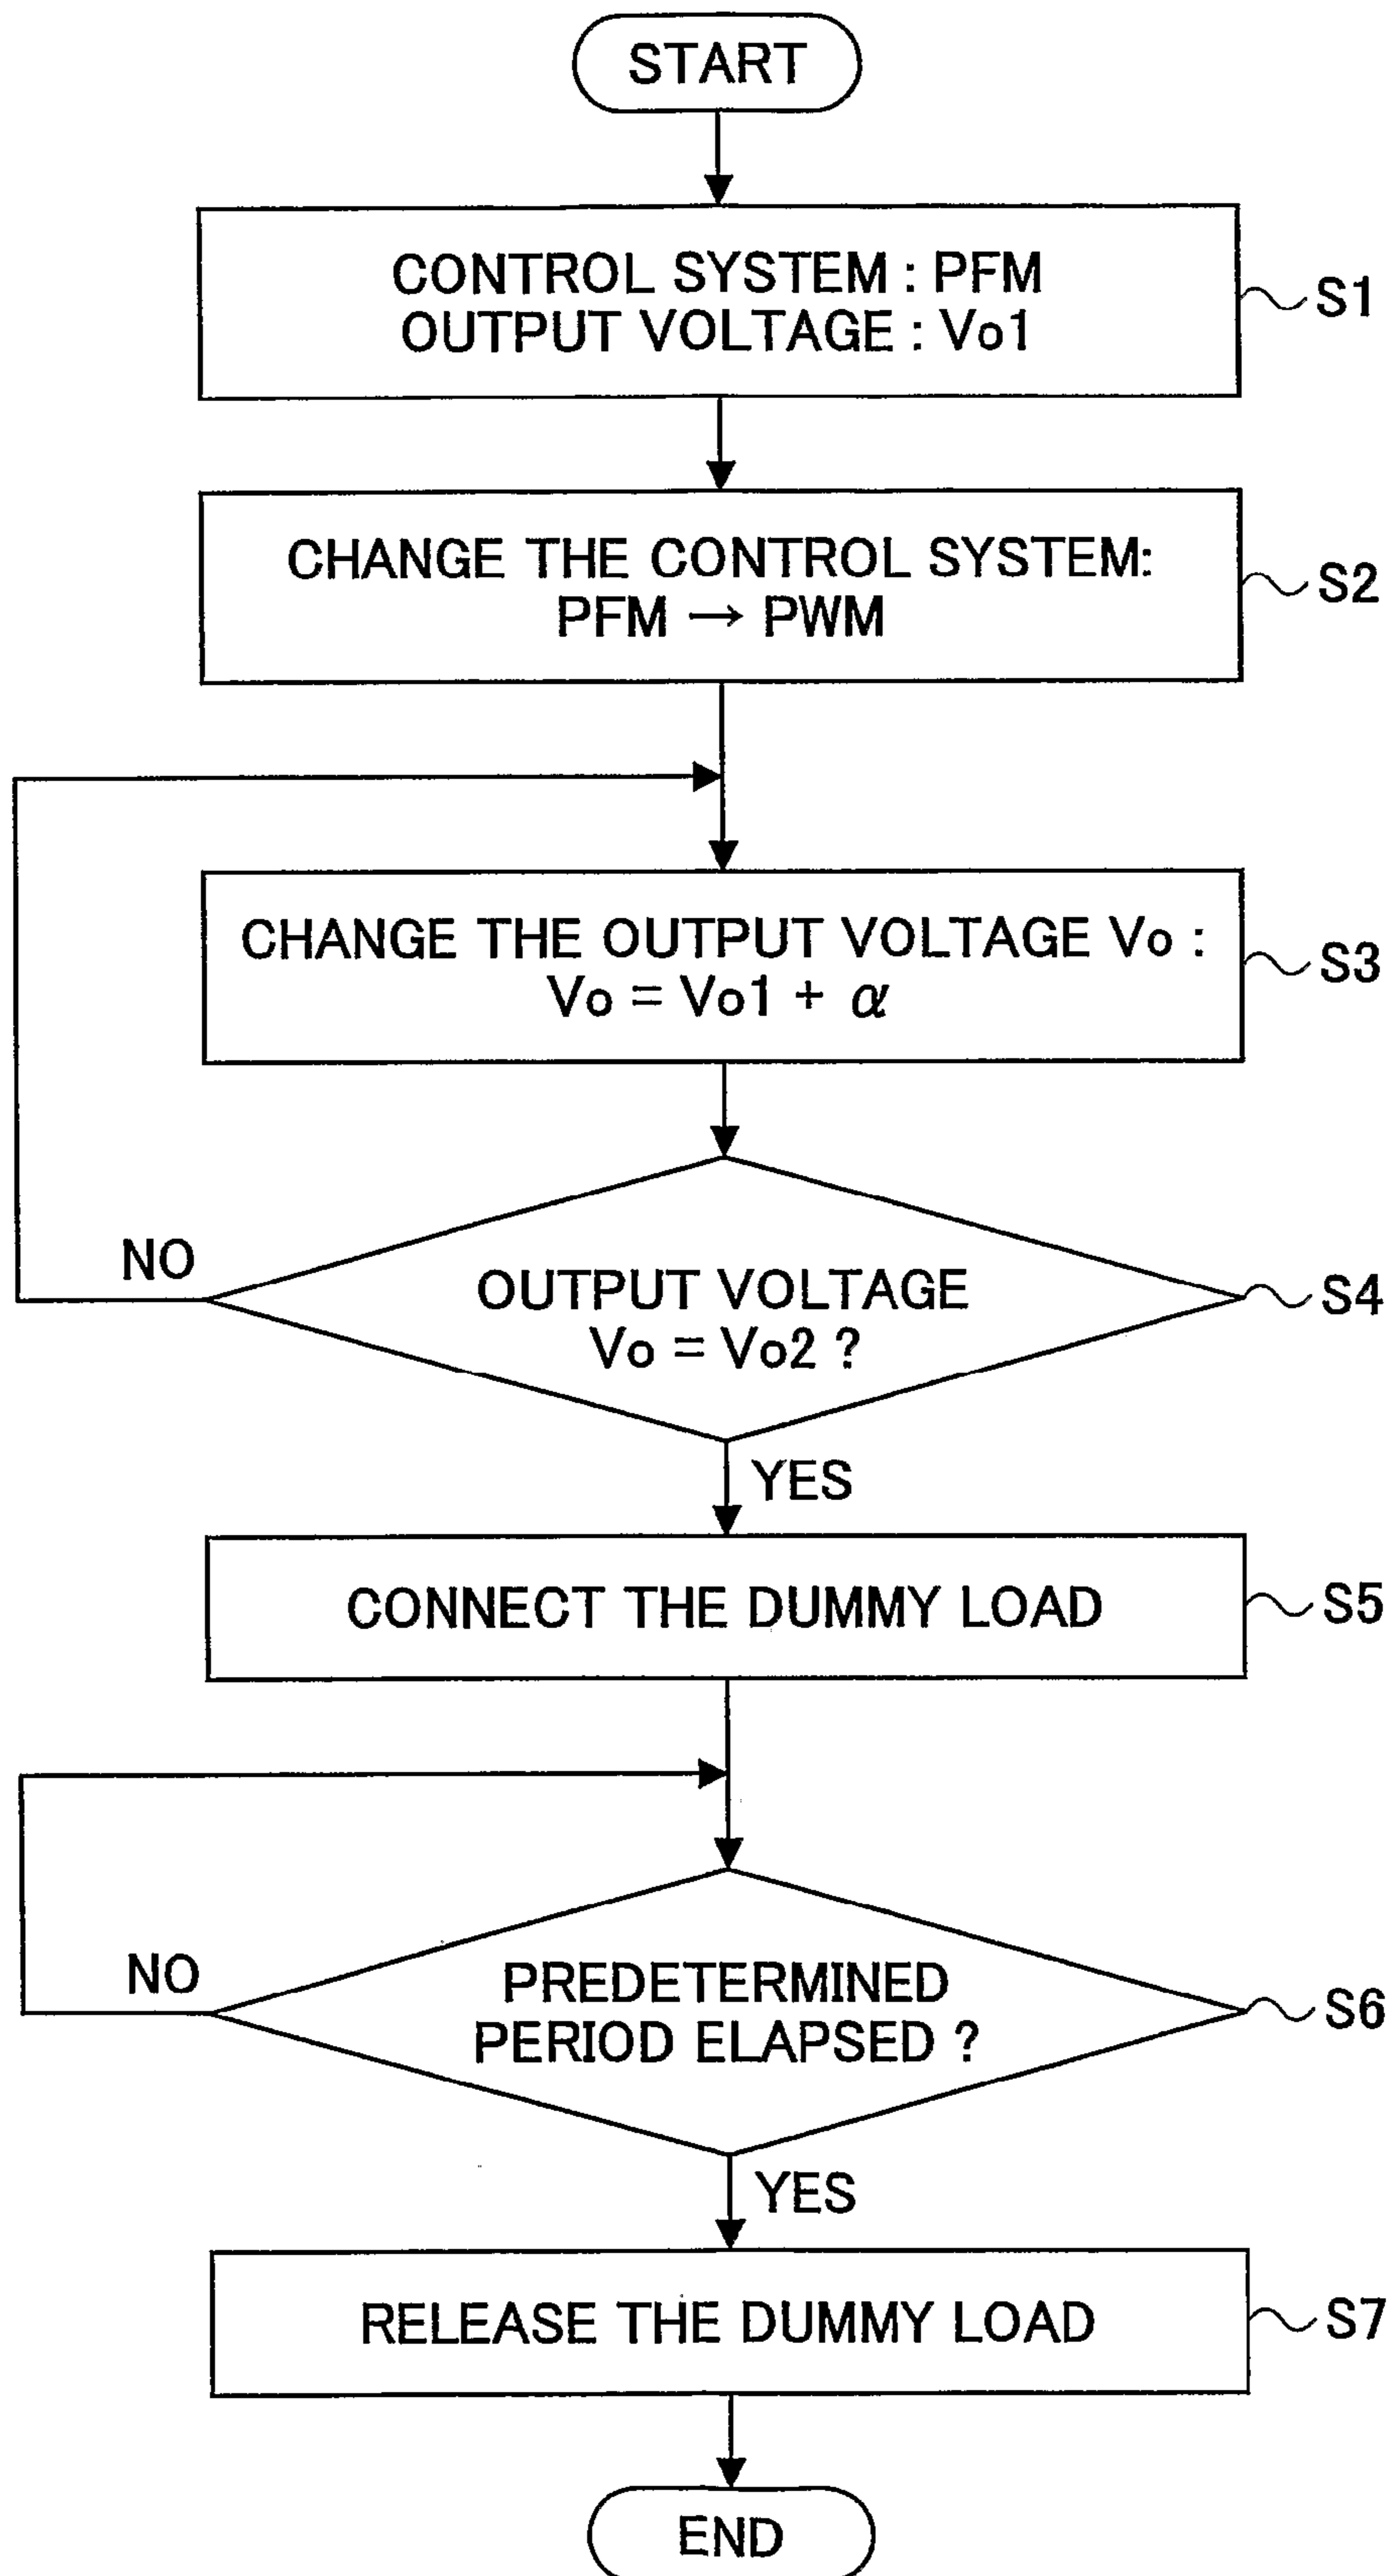 START
CONTROL SYSTEM : PFM
OUTPUT VOLTAGE : Vo1
S1
CHANGE THE CONTROL SYSTEM:
PFM → PWM
S2
CHANGE THE OUTPUT VOLTAGE Vo :
Vo = Vo1 + α
S3
NO
OUTPUT VOLTAGE
Vo = Vo2 ?
S4
YES
CONNECT THE DUMMY LOAD
S5
NO
PREDETERMINED
PERIOD ELAPSED ?
S6
YES
RELEASE THE DUMMY LOAD
S7
END